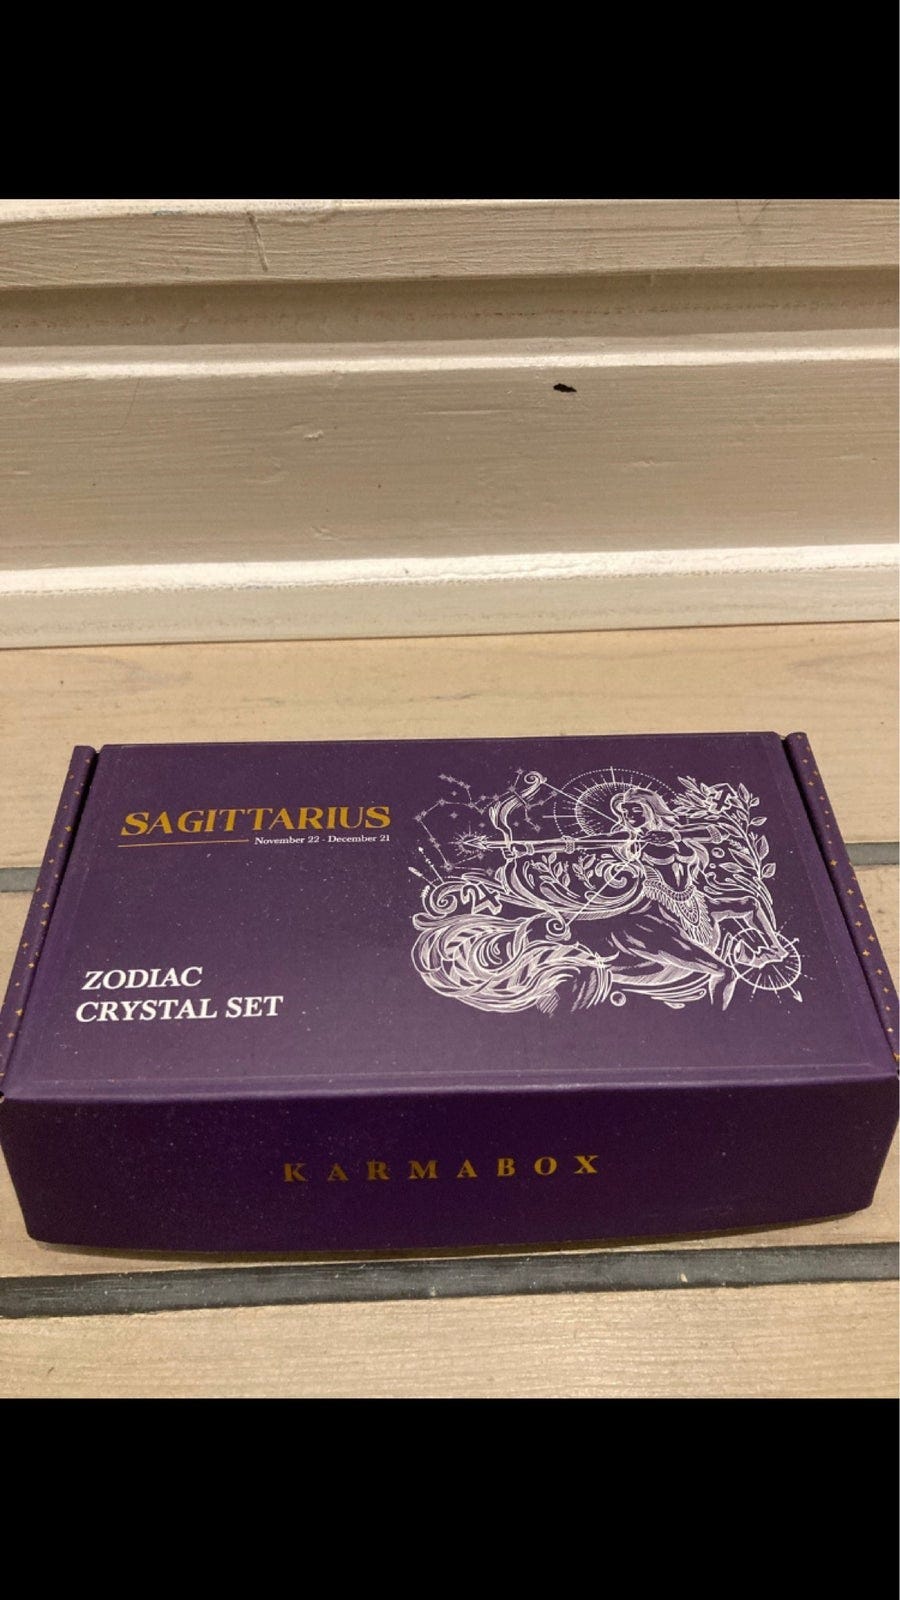 SAGITTARIUS
November 22 - December 21
ZODIAC
CRYSTAL SET
KARMABOX